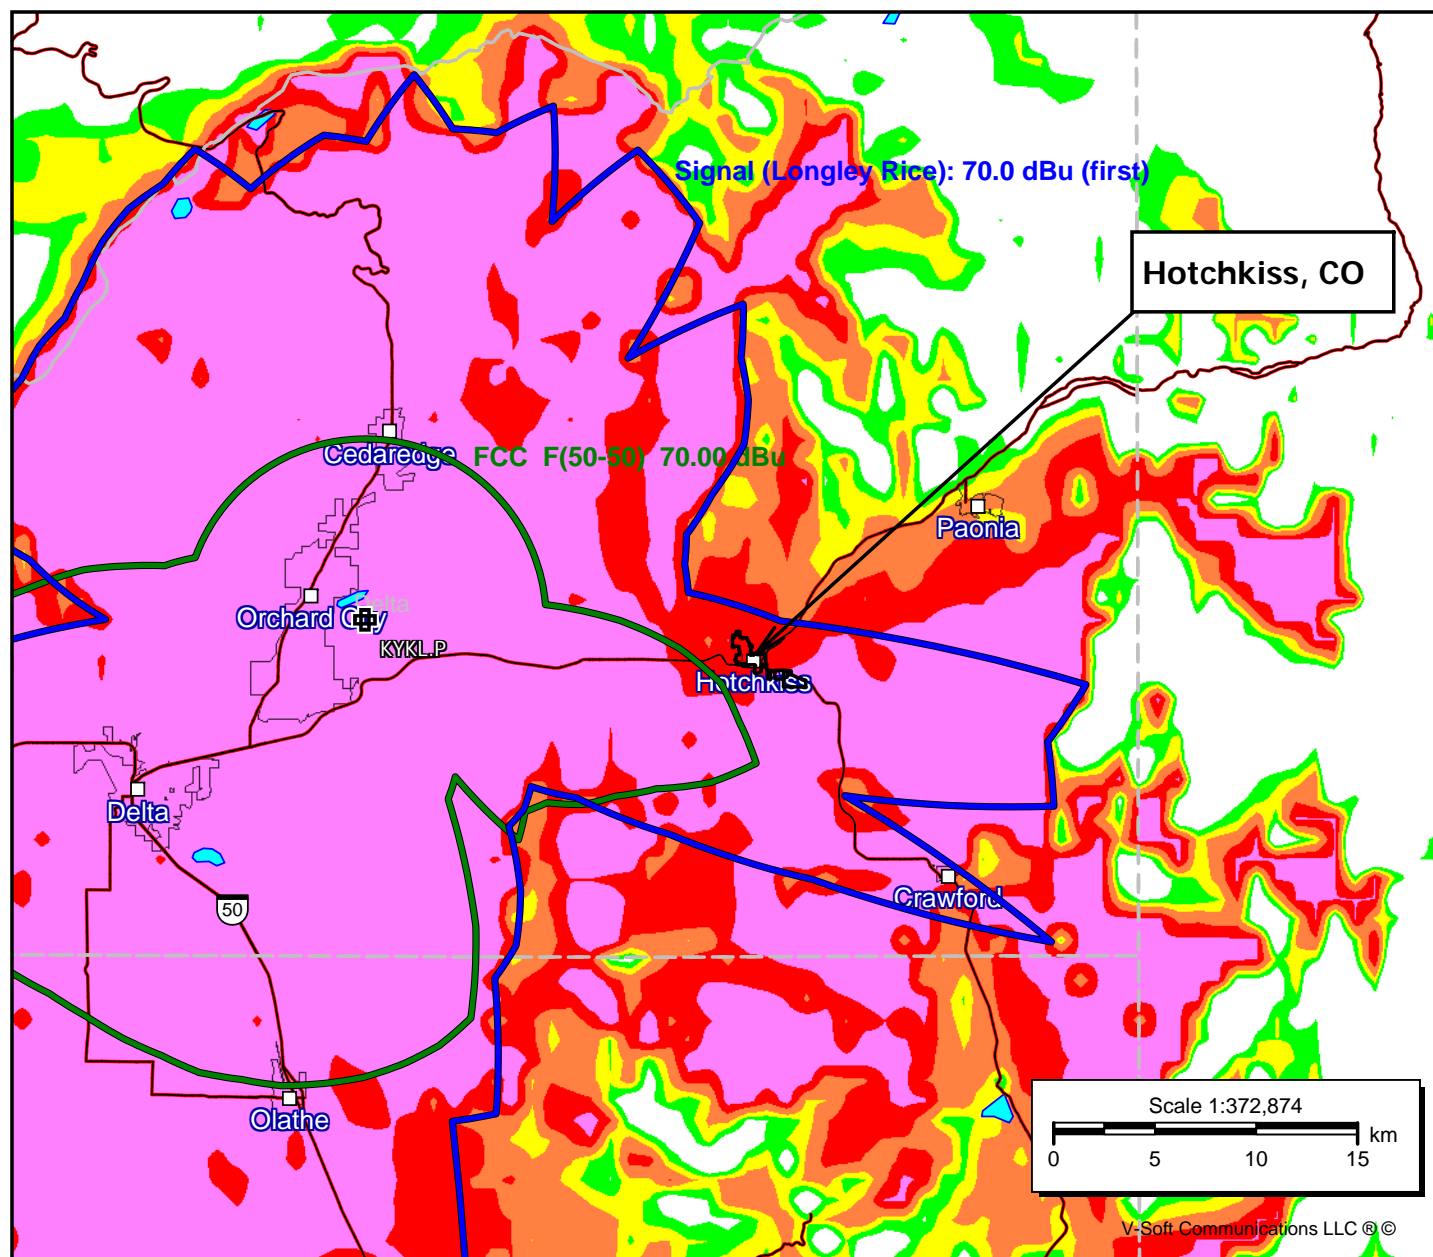 Signal (Longley Rice): 70.0 dBu (first)
Hotchkiss, CO
Cedaredge
FCC F(50-50) 70.00 dBu
Paonia
Delta
Orchard City
KYKL.P
Hotchkiss
Delta
Crawford
50
Olathe
Scale 1:372,874
km
0 5 10 15
V-Soft Communications LLC ® ©